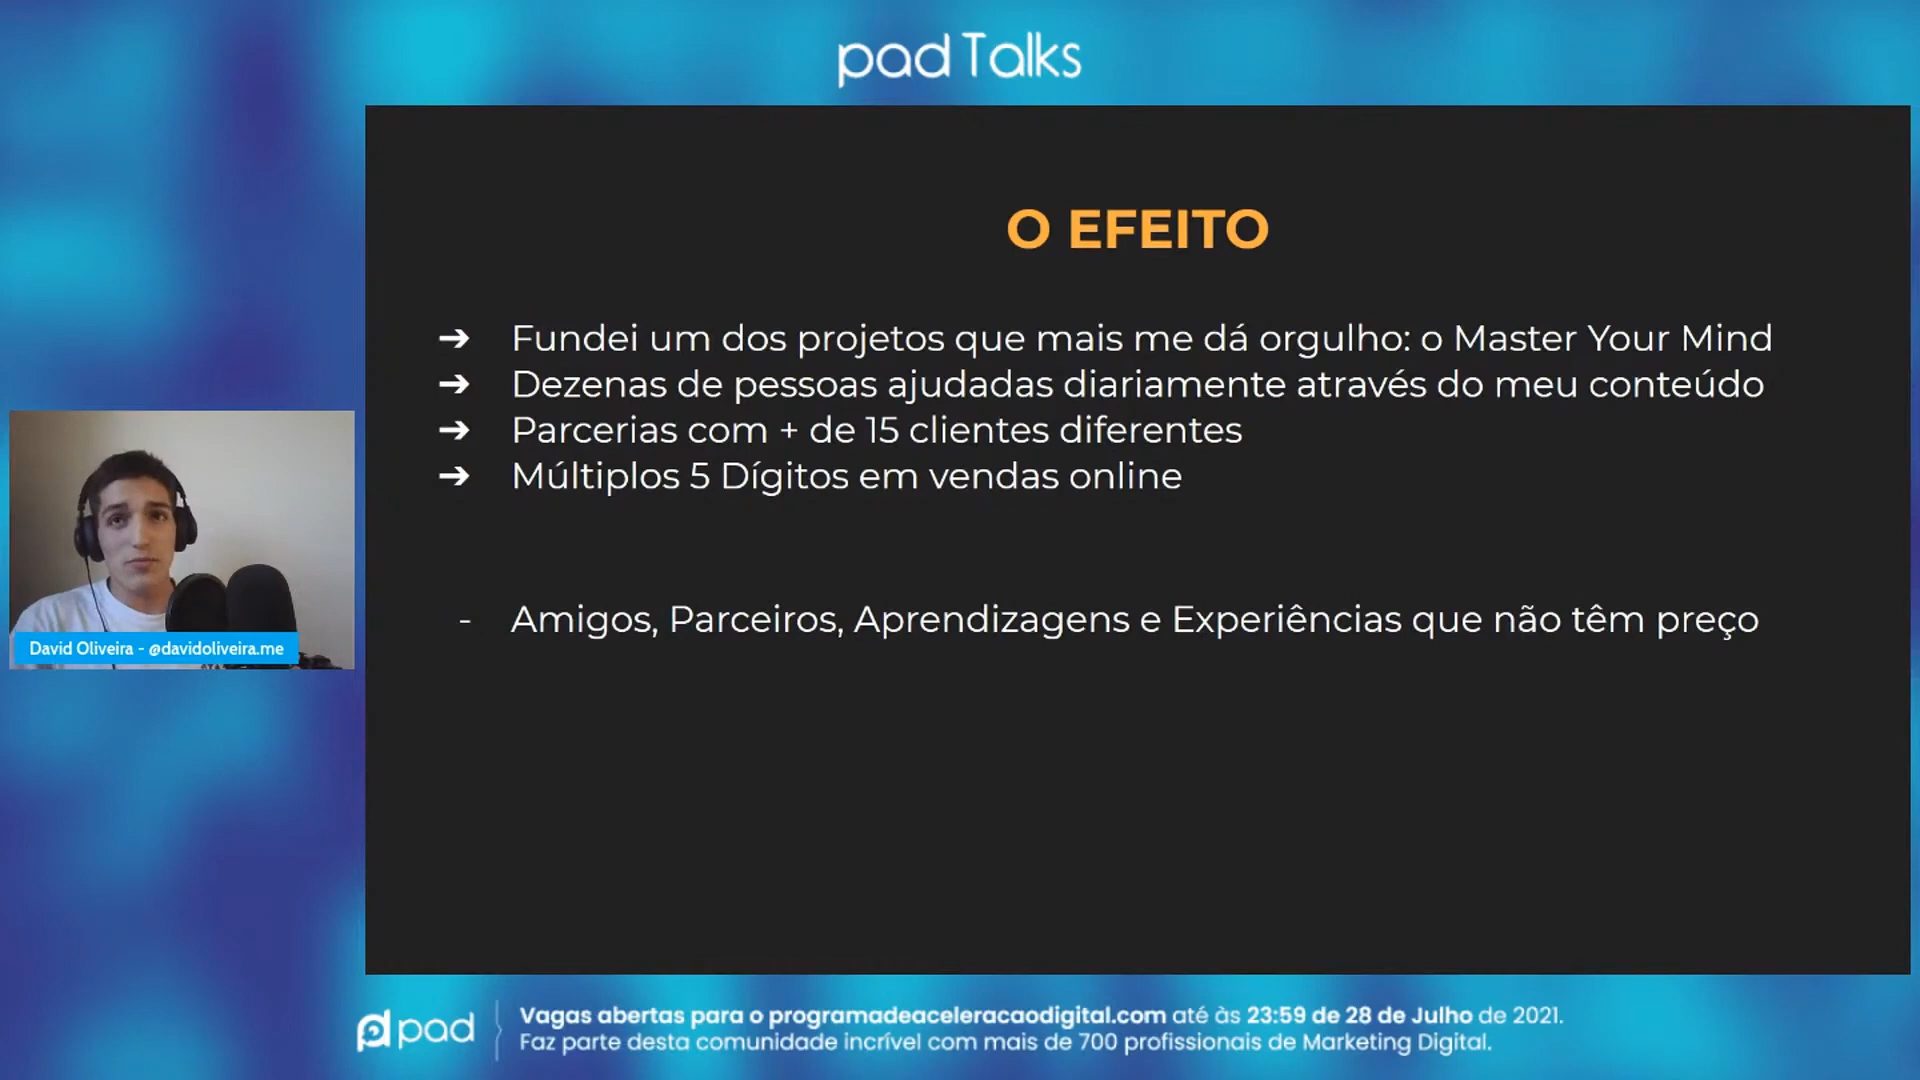 pad Talks
O EFEITO
➔ Fundei um dos projetos que mais me dá orgulho: o Master Your Mind
➔ Dezenas de pessoas ajudadas diariamente através do meu conteúdo
➔ Parcerias com + de 15 clientes diferentes
➔ Múltiplos 5 Dígitos em vendas online
- Amigos, Parceiros, Aprendizagens e Experiências que não têm preço
David Oliveira - @davidoliveira.me
pad
Vagas abertas para o programadeaceleracaodigital.com até às 23:59 de 28 de Julho de 2021.
Faz parte desta comunidade incrível com mais de 700 profissionais de Marketing Digital.